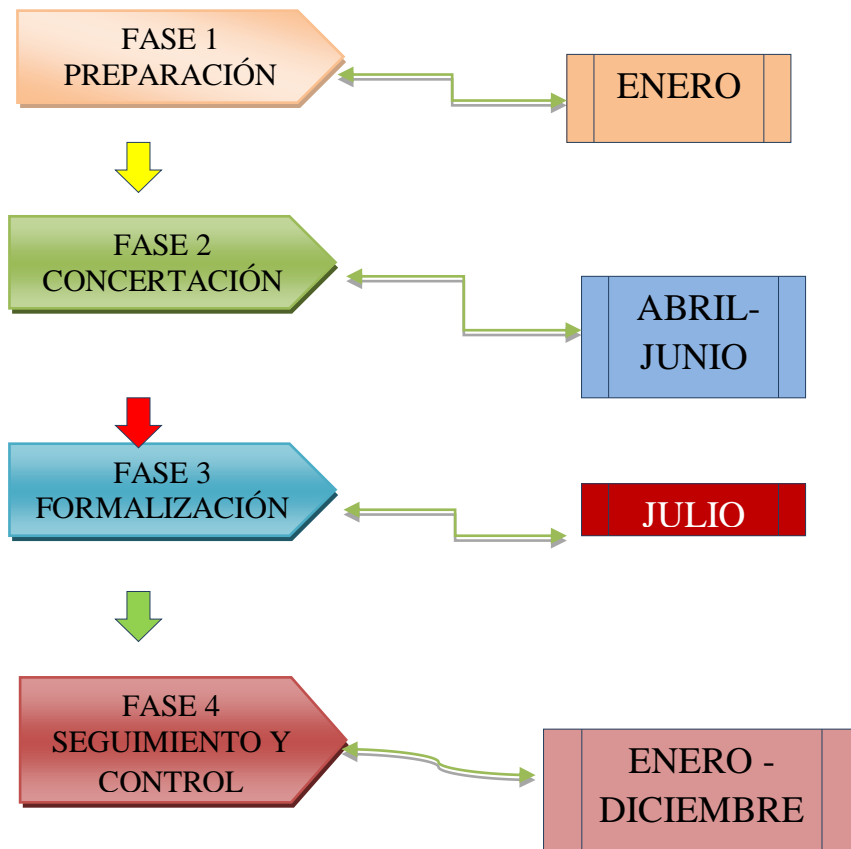 FASE 1
PREPARACIÓN
ENERO
FASE 2
CONCERTACIÓN
ABRIL-
JUNIO
FASE 3
FORMALIZACIÓN
JULIO
FASE 4
SEGUIMIENTO Y
CONTROL
ENERO -
DICIEMBRE